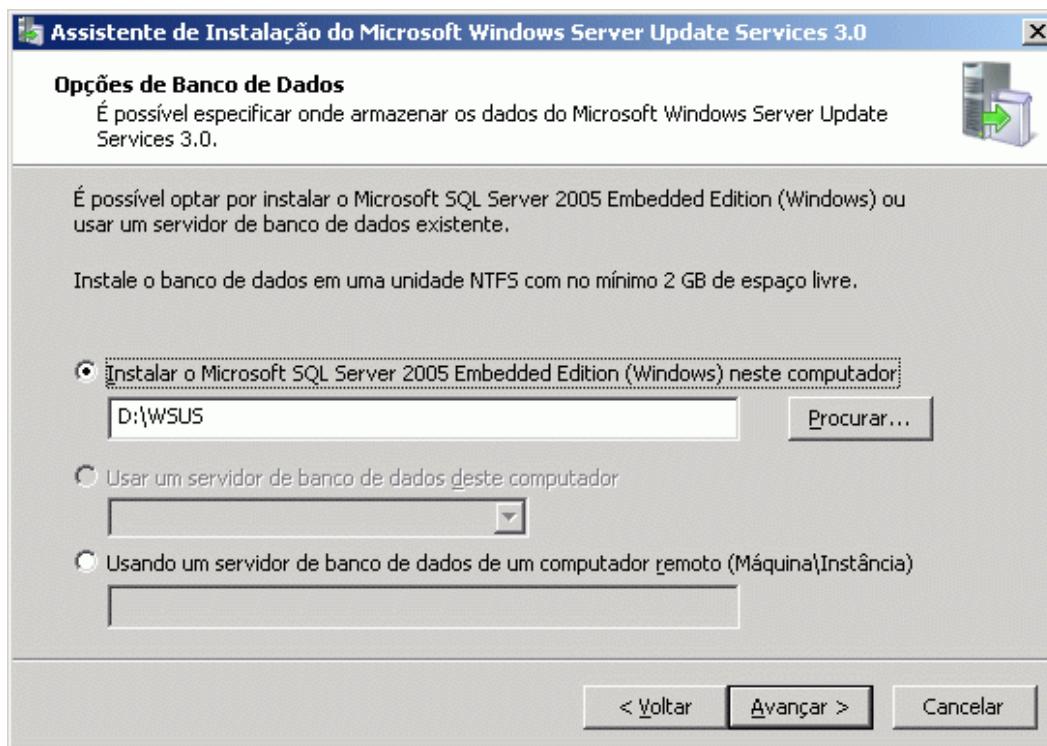 Assistente de Instalação do Microsoft Windows Server Update Services 3.0
Opções de Banco de Dados
É possível especificar onde armazenar os dados do Microsoft Windows Server Update
Services 3.0.
É possível optar por instalar o Microsoft SQL Server 2005 Embedded Edition (Windows) ou
usar um servidor de banco de dados existente.
Instale o banco de dados em uma unidade NTFS com no mínimo 2 GB de espaço livre.
Instalar o Microsoft SQL Server 2005 Embedded Edition (Windows) neste computador
D:\WSUS
Procurar...
Usar um servidor de banco de dados deste computador
Usando um servidor de banco de dados de um computador remoto (Máquina\Instância)
< Voltar
Avançar >
Cancelar